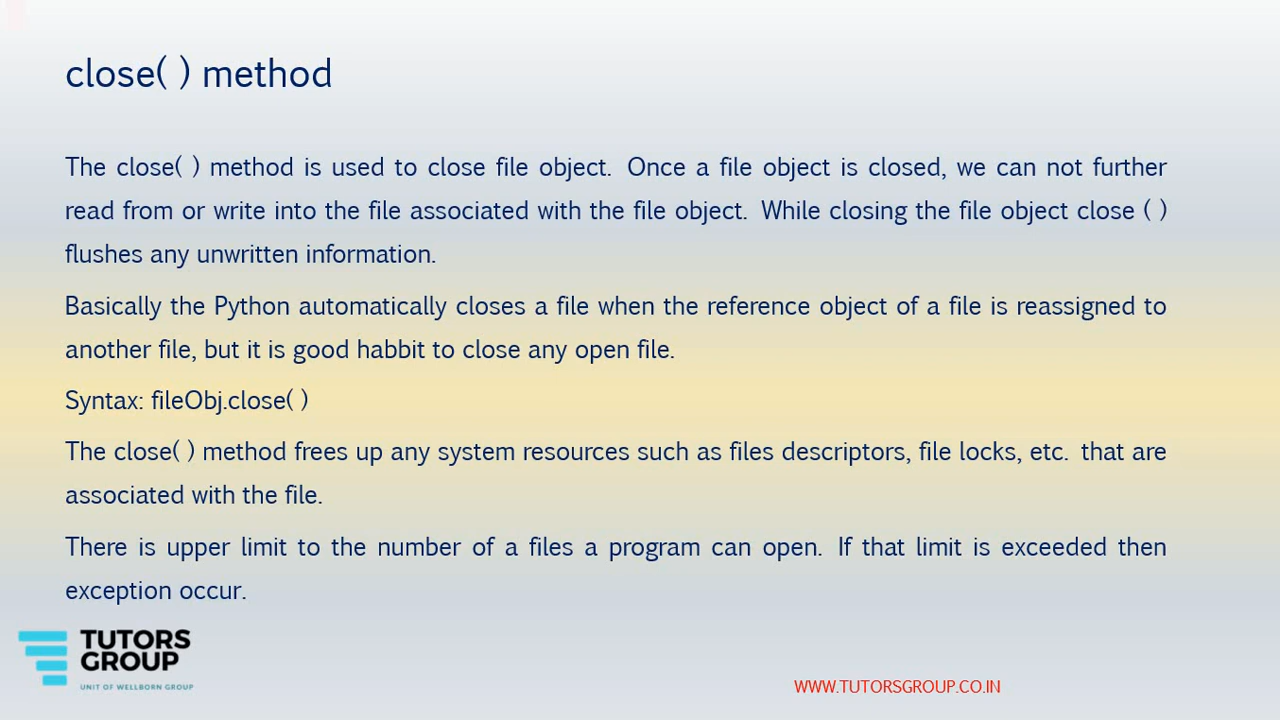 close( ) method
The close( ) method is used to close file object. Once a file object is closed, we can not further
read from or write into the file associated with the file object. While closing the file object close ( )
flushes any unwritten information.
Basically the Python automatically closes a file when the reference object of a file is reassigned to
another file, but it is good habbit to close any open file.
Syntax: fileObj.close( )
The close( ) method frees up any system resources such as files descriptors, file locks, etc. that are
associated with the file.
There is upper limit to the number of a files a program can open. If that limit is exceeded then
exception occur.
TUTORS
GROUP
UNIT OF WELLBORN GROUP
WWW.TUTORSGROUP.CO.IN